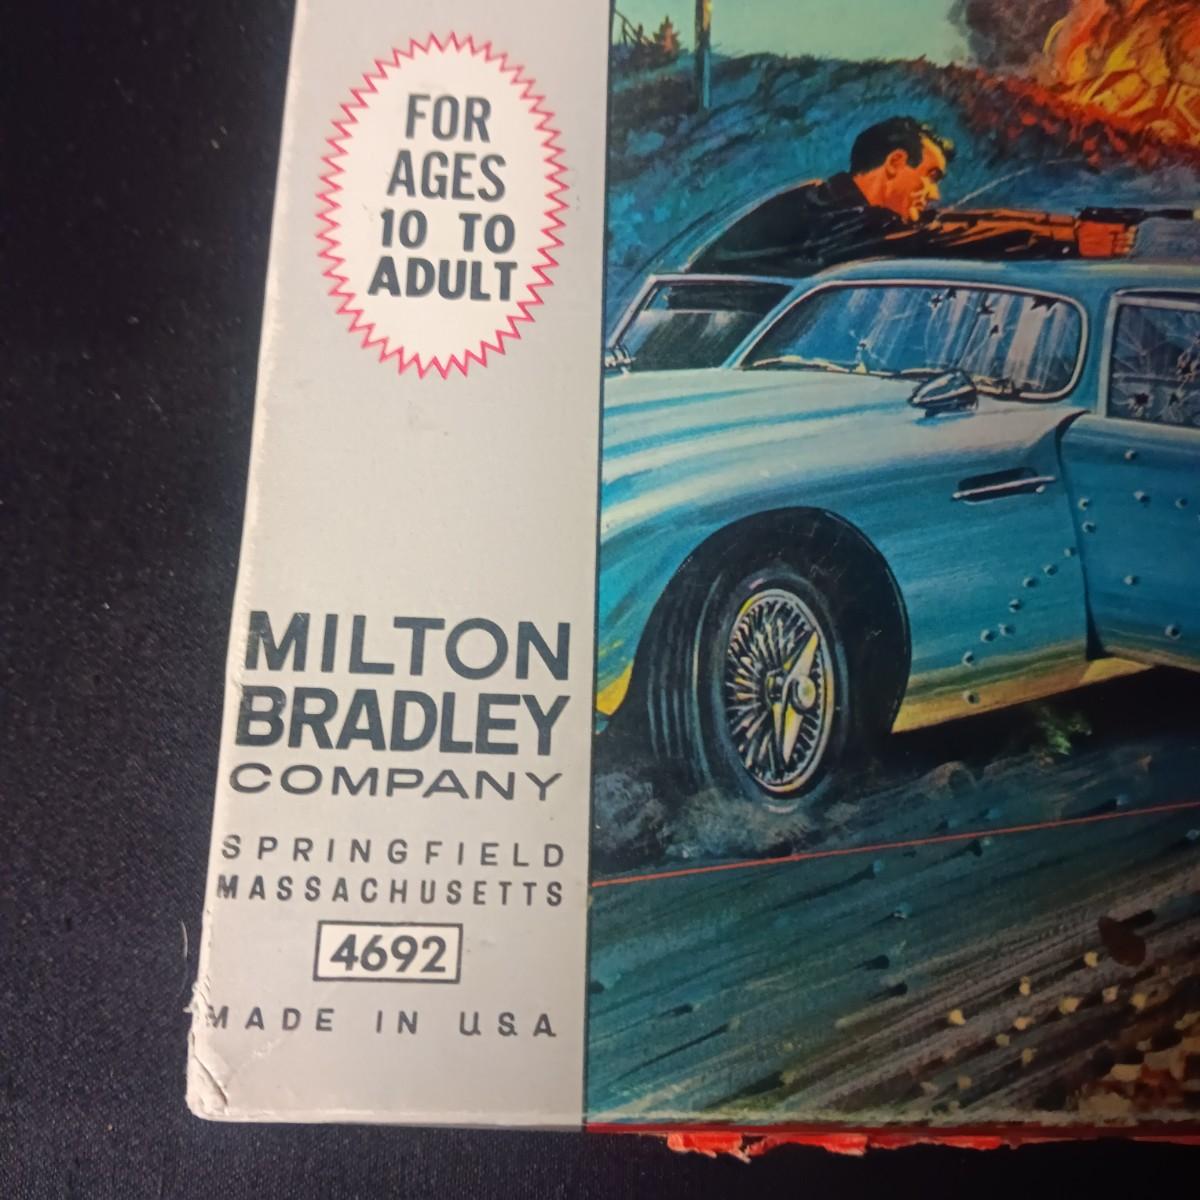 FOR
AGES
10 TO
ADULT
MILTON
BRADLEY
COMPANY
SPRINGFIELD
MASSACHUSETTS
4692
MADE IN U.S.A